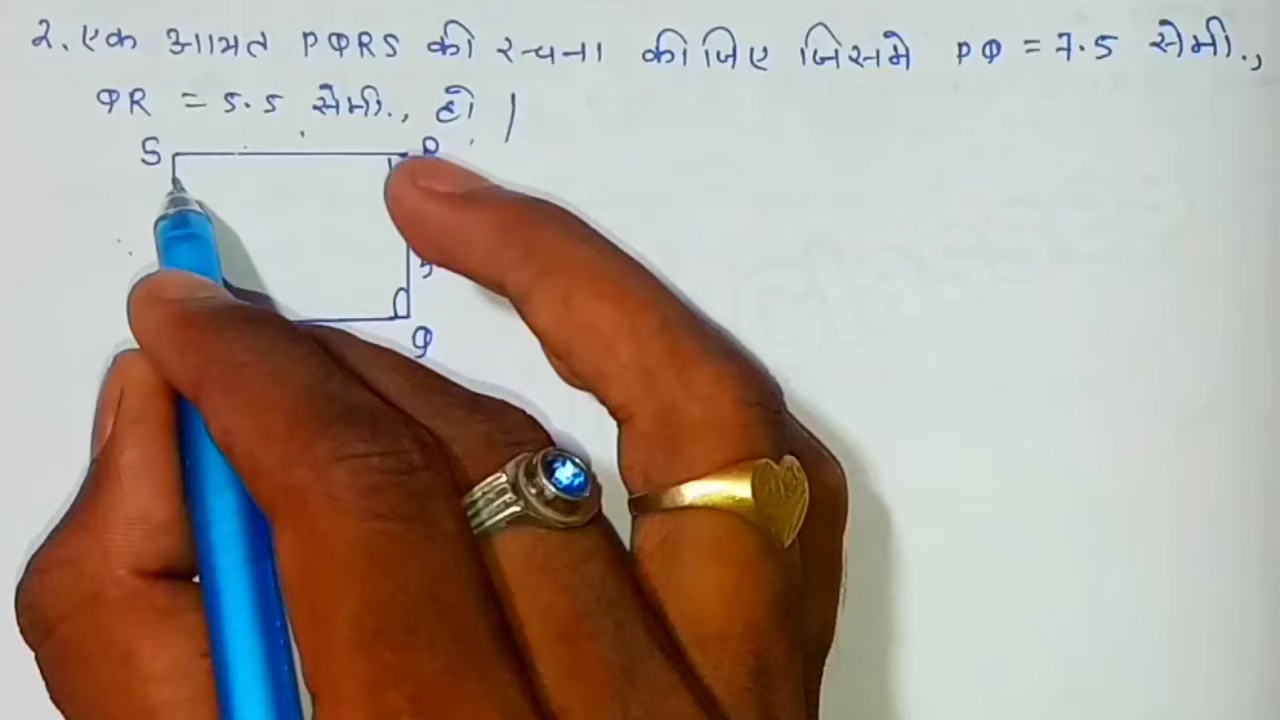 2. एक आयत PQRS की रचना कीजिए जिसमे PQ = 7.5 सेमी.,
QR = 5.5 सेमी., हो |
S R
Q